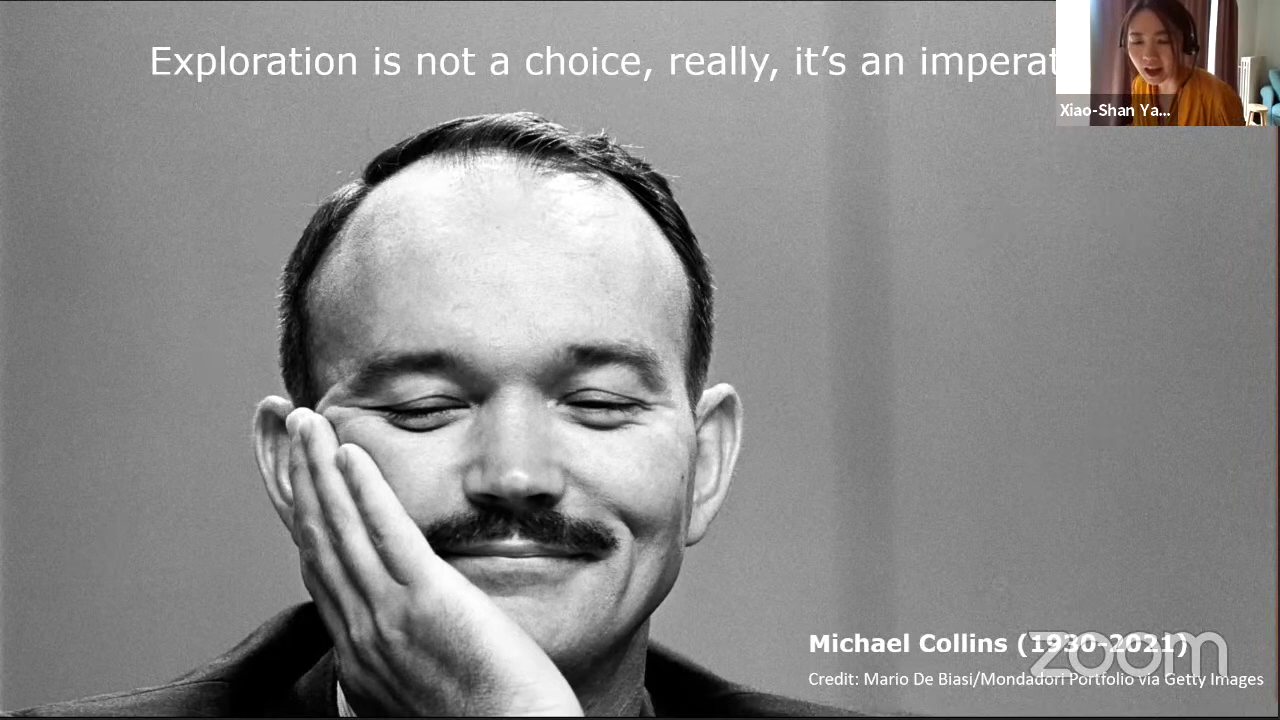 Exploration is not a choice, really, it’s an imperat
Xiao-Shan Ya...
Michael Collins (1930-2021)
zoom
Credit: Mario De Biasi/Mondadori Portfolio via Getty Images